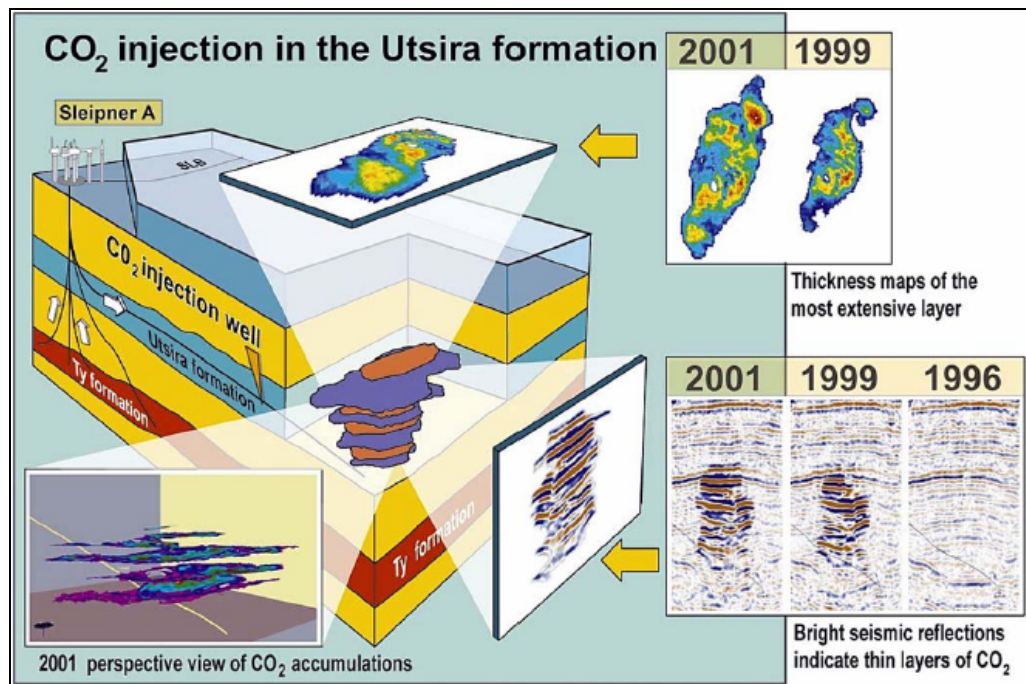 CO2 injection in the Utsira formation
Sleipner A
SLB
CO2 injection well
Utsira formation
Ty formation
Ty formation
2001 perspective view of CO2 accumulations
2001 1999
Thickness maps of the
most extensive layer
2001 1999 1996
Bright seismic reflections
indicate thin layers of CO2